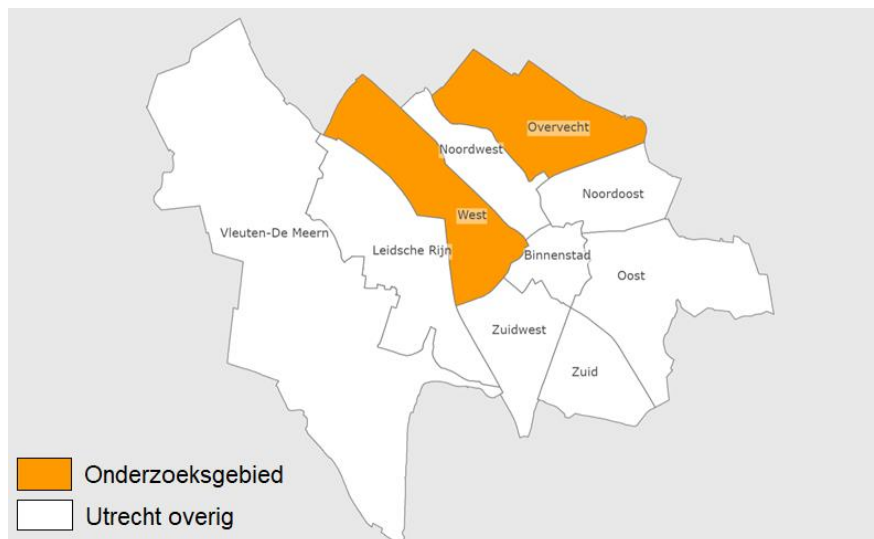 Overvecht
Noordwest
Noordoost
West
Vleuten-De Meern
Leidsche Rijn
Binnenstad
Oost
Zuidwest
Zuid
Onderzoeksgebied
Utrecht overig